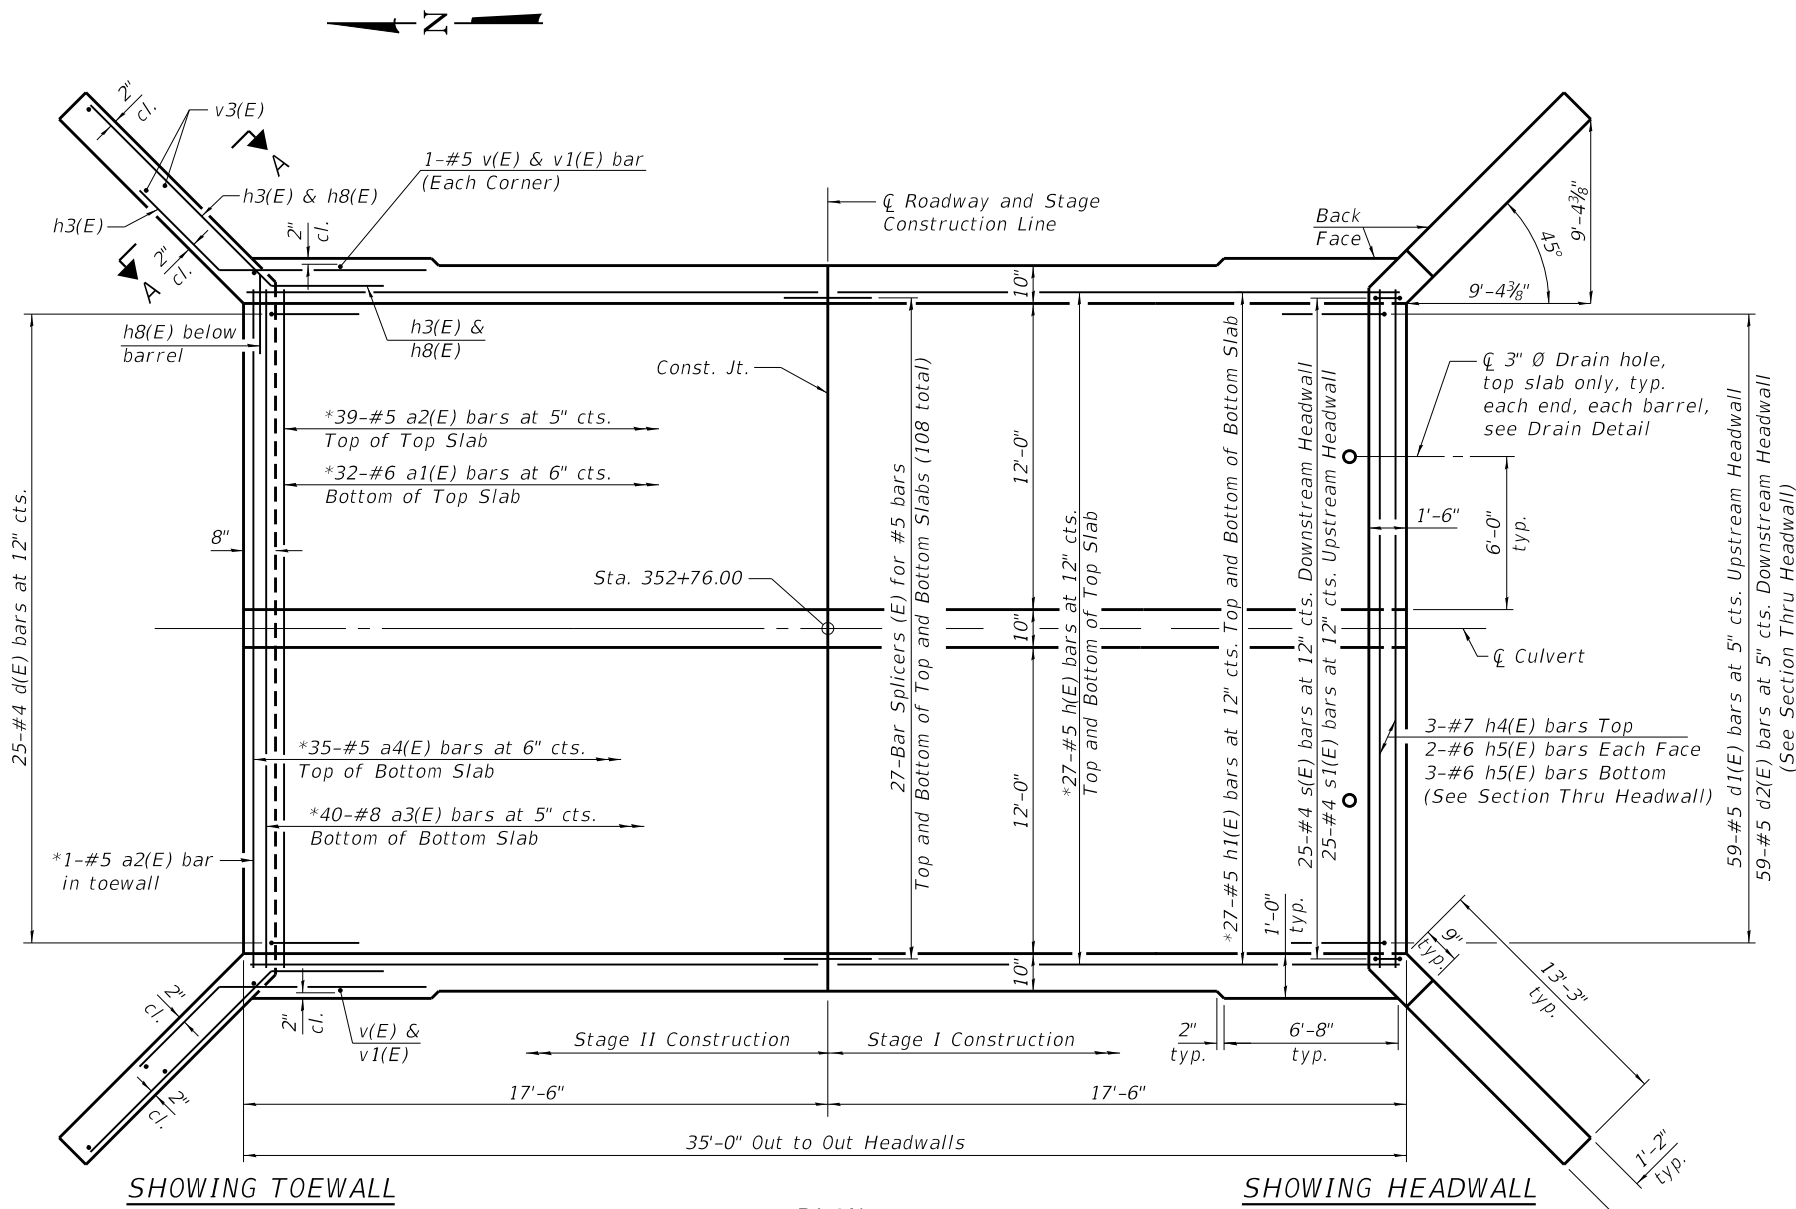 N
2"
cl.
v3(E)
A
1-#5 v(E) & v1(E) bar
(Each Corner)
h3(E) & h8(E)
h3(E)
2"
cl.
2"
cl.
A
℄ Roadway and Stage
Construction Line
Back
Face
45°
9'-4⅜"
9'-4⅜"
10"
h8(E) below
barrel
h3(E) &
h8(E)
Const. Jt.
℄ 3" Ø Drain hole,
top slab only, typ.
each end, each barrel,
see Drain Detail
*39-#5 a2(E) bars at 5" cts.
Top of Top Slab
*32-#6 a1(E) bars at 6" cts.
Bottom of Top Slab
12'-0"
8"
1'-6"
6'-0"
typ.
Sta. 352+76.00
25-#4 d(E) bars at 12" cts.
10"
27-Bar Splicers (E) for #5 bars
Top and Bottom of Top and Bottom Slabs (108 total)
*27-#5 h(E) bars at 12" cts.
Top and Bottom of Top Slab
*27-#5 h1(E) bars at 12" cts. Top and Bottom of Bottom Slab
25-#4 s(E) bars at 12" cts. Downstream Headwall
25-#4 s1(E) bars at 12" cts. Upstream Headwall
59-#5 d1(E) bars at 5" cts. Upstream Headwall
59-#5 d2(E) bars at 5" cts. Downstream Headwall
(See Section Thru Headwall)
℄ Culvert
*35-#5 a4(E) bars at 6" cts.
Top of Bottom Slab
12'-0"
3-#7 h4(E) bars Top
2-#6 h5(E) bars Each Face
3-#6 h5(E) bars Bottom
(See Section Thru Headwall)
*40-#8 a3(E) bars at 5" cts.
Bottom of Bottom Slab
*1-#5 a2(E) bar
in toewall
1'-0"
typ.
9"
typ.
13'-3"
typ.
10"
2"
cl.
2"
cl.
v(E) &
v1(E)
2"
cl.
Stage II Construction
Stage I Construction
2"
typ.
6'-8"
typ.
17'-6"
17'-6"
35'-0" Out to Out Headwalls
1'-2"
typ.
SHOWING TOEWALL
SHOWING HEADWALL